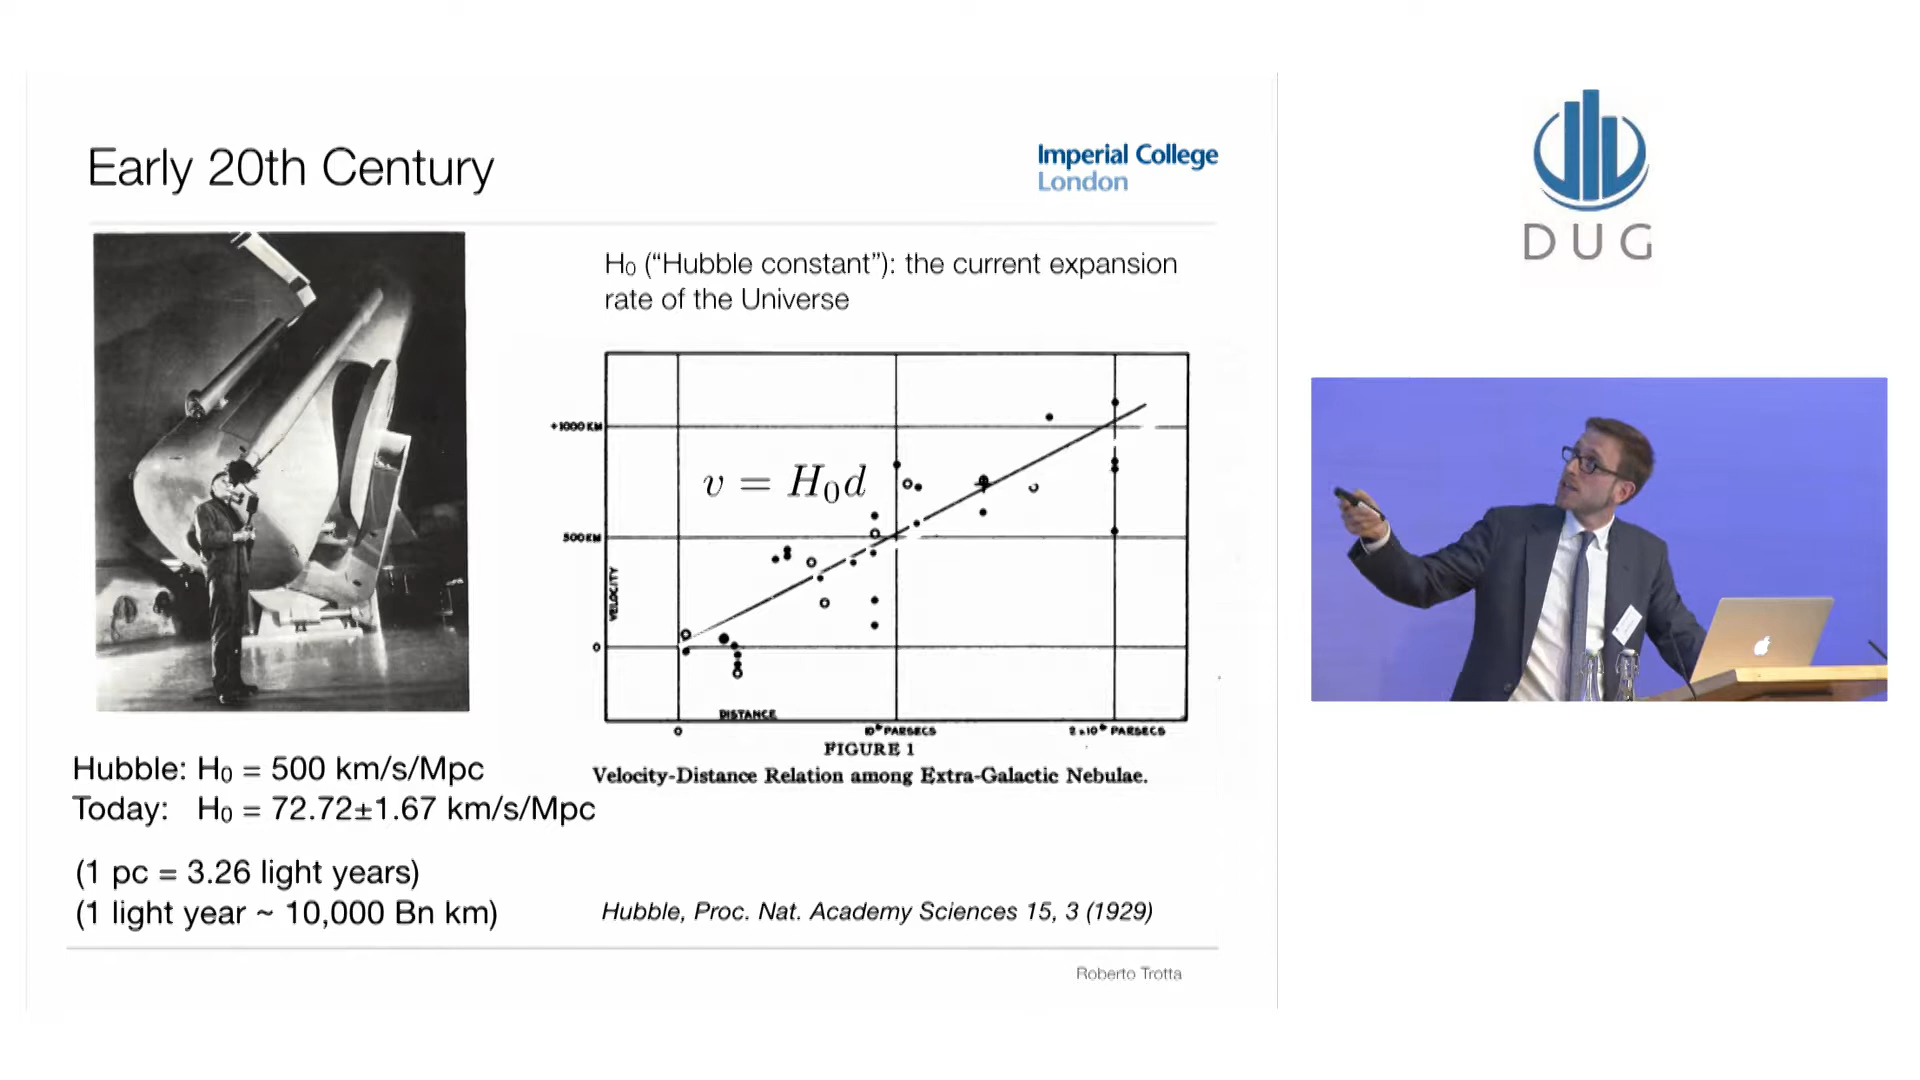 Early 20th Century
Imperial College
London
DUG
H₀ (“Hubble constant”): the current expansion
rate of the Universe
+1000 KM
v = H₀d
500 KM
VELOCITY
0
DISTANCE
0
10⁶ PARSECS
2 x 10⁶ PARSECS
FIGURE 1
Velocity-Distance Relation among Extra-Galactic Nebulae.
Hubble: H₀ = 500 km/s/Mpc
Today: H₀ = 72.72±1.67 km/s/Mpc
(1 pc = 3.26 light years)
(1 light year ~ 10,000 Bn km)
Hubble, Proc. Nat. Academy Sciences 15, 3 (1929)
Roberto Trotta